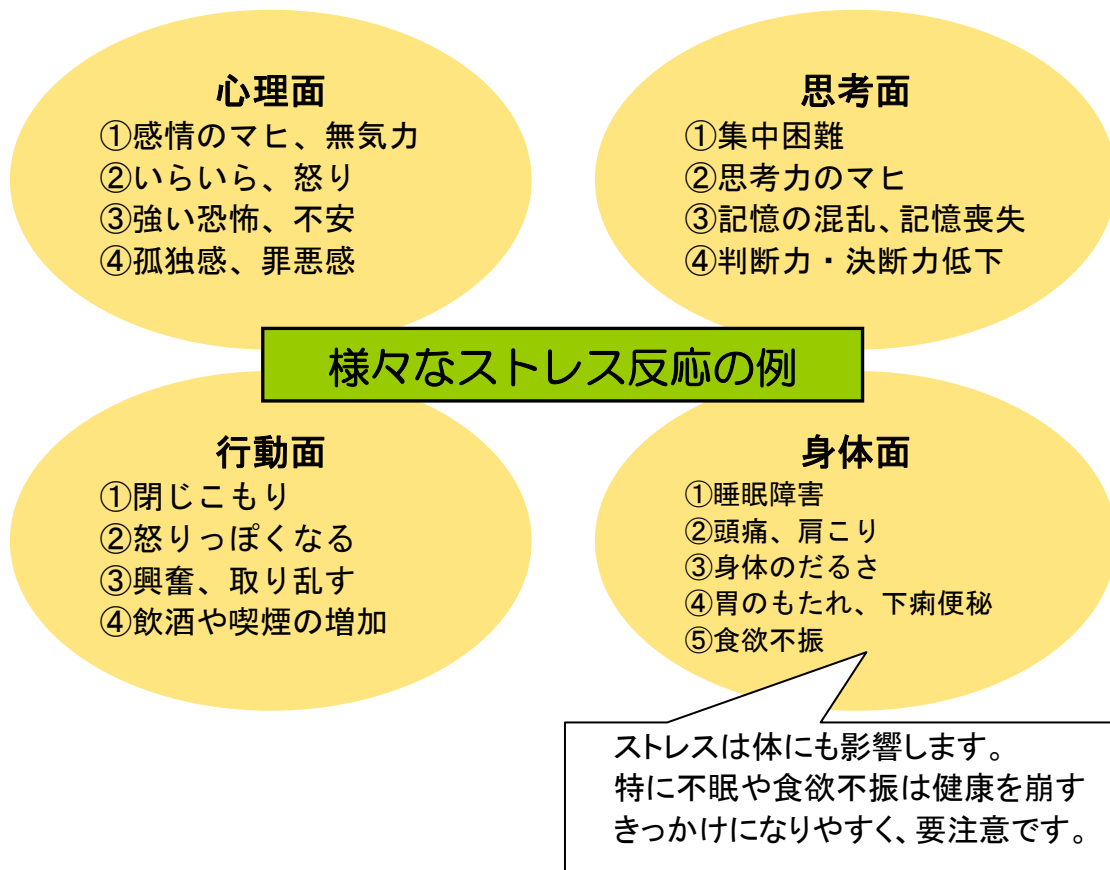 心理面
①感情のマヒ、無気力
②いらいら、怒り
③強い恐怖、不安
④孤独感、罪悪感
思考面
①集中困難
②思考力のマヒ
③記憶の混乱、記憶喪失
④判断力・決断力低下
様々なストレス反応の例
行動面
①閉じこもり
②怒りっぽくなる
③興奮、取り乱す
④飲酒や喫煙の増加
身体面
①睡眠障害
②頭痛、肩こり
③身体のだるさ
④胃のもたれ、下痢便秘
⑤食欲不振
ストレスは体にも影響します。
特に不眠や食欲不振は健康を崩す
きっかけになりやすく、要注意です。